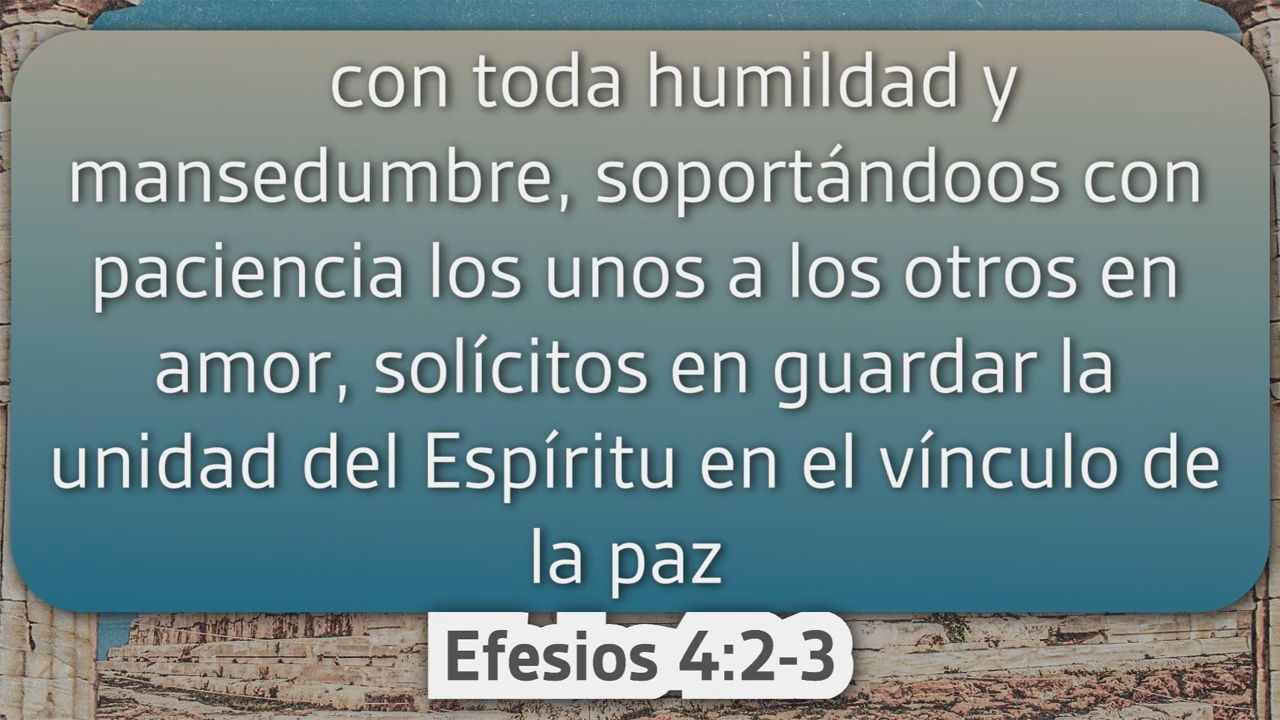 con toda humildad y
mansedumbre, soportándoos con
paciencia los unos a los otros en
amor, solícitos en guardar la
unidad del Espíritu en el vínculo de
la paz
Efesios 4:2-3